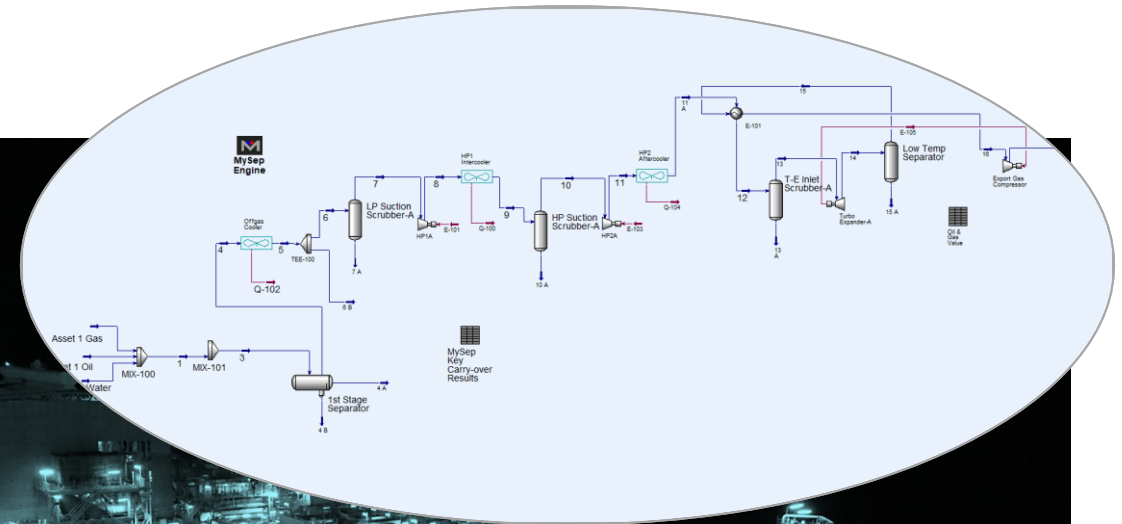 15
11
A
E-101
E-105
HP2
Aftercooler
MySep
Engine
HP1
Intercooler
13
14
Low Temp
Separator
16
Export Gas
Compressor
7
8
10
11
T-E Inlet
Scrubber-A
12
Q-104
Offgas
Cooler
6
LP Suction
Scrubber-A
9
HP Suction
Scrubber-A
Turbo
Expander-A
15 A
4
5
TEE-100
HP1A
E-101
Q-100
HP2A
E-103
Oil &
Gas
Value
13
A
7 A
10 A
Q-102
6 B
Asset 1 Gas
MySep
Key
Carry-over
Results
1
3
t 1 Oil
MIX-100
MIX-101
Water
4 A
1st Stage
Separator
4 B